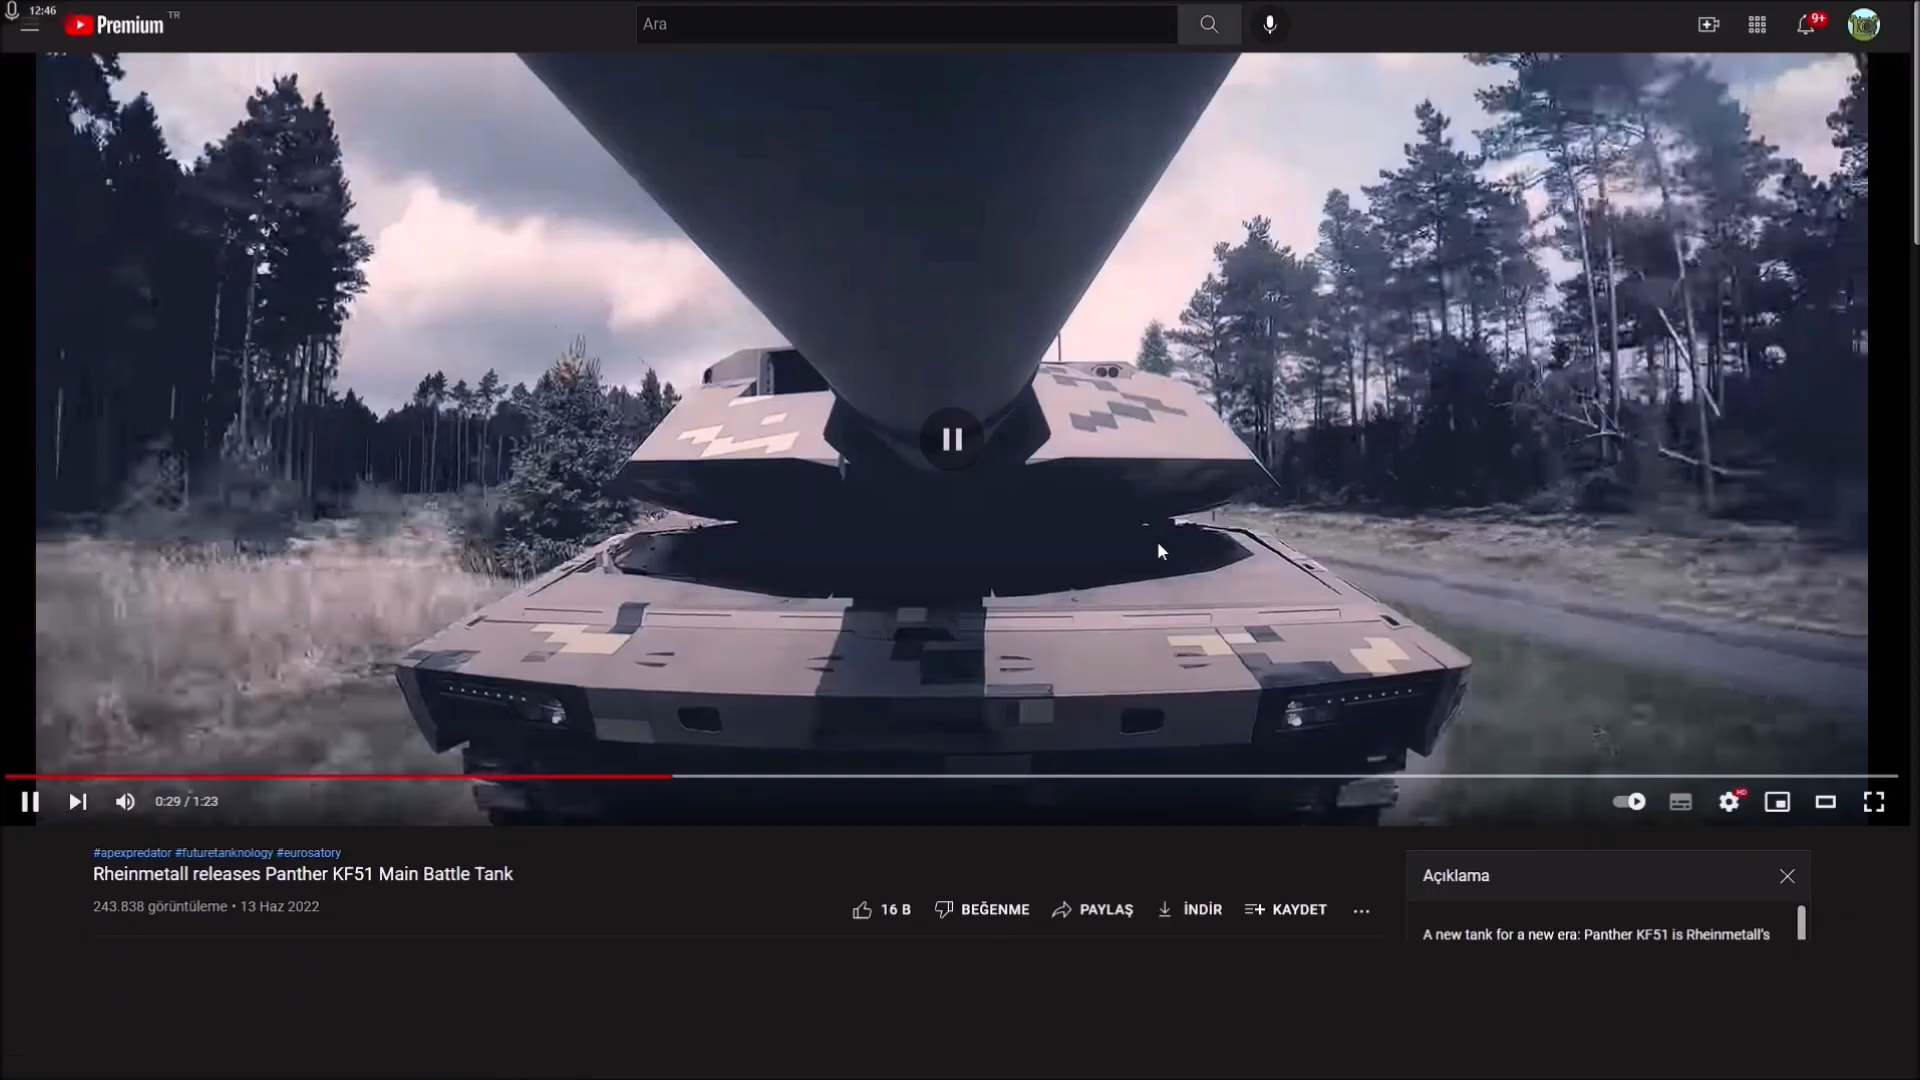 12:46
Premium TR
Ara
9+
0:29 / 1:23
HD
#apexpredator #futuretanknology #eurosatory
Rheinmetall releases Panther KF51 Main Battle Tank
243.838 görüntüleme • 13 Haz 2022
16 B BEĞENME PAYLAŞ İNDİR KAYDET
Açıklama
A new tank for a new era: Panther KF51 is Rheinmetall's